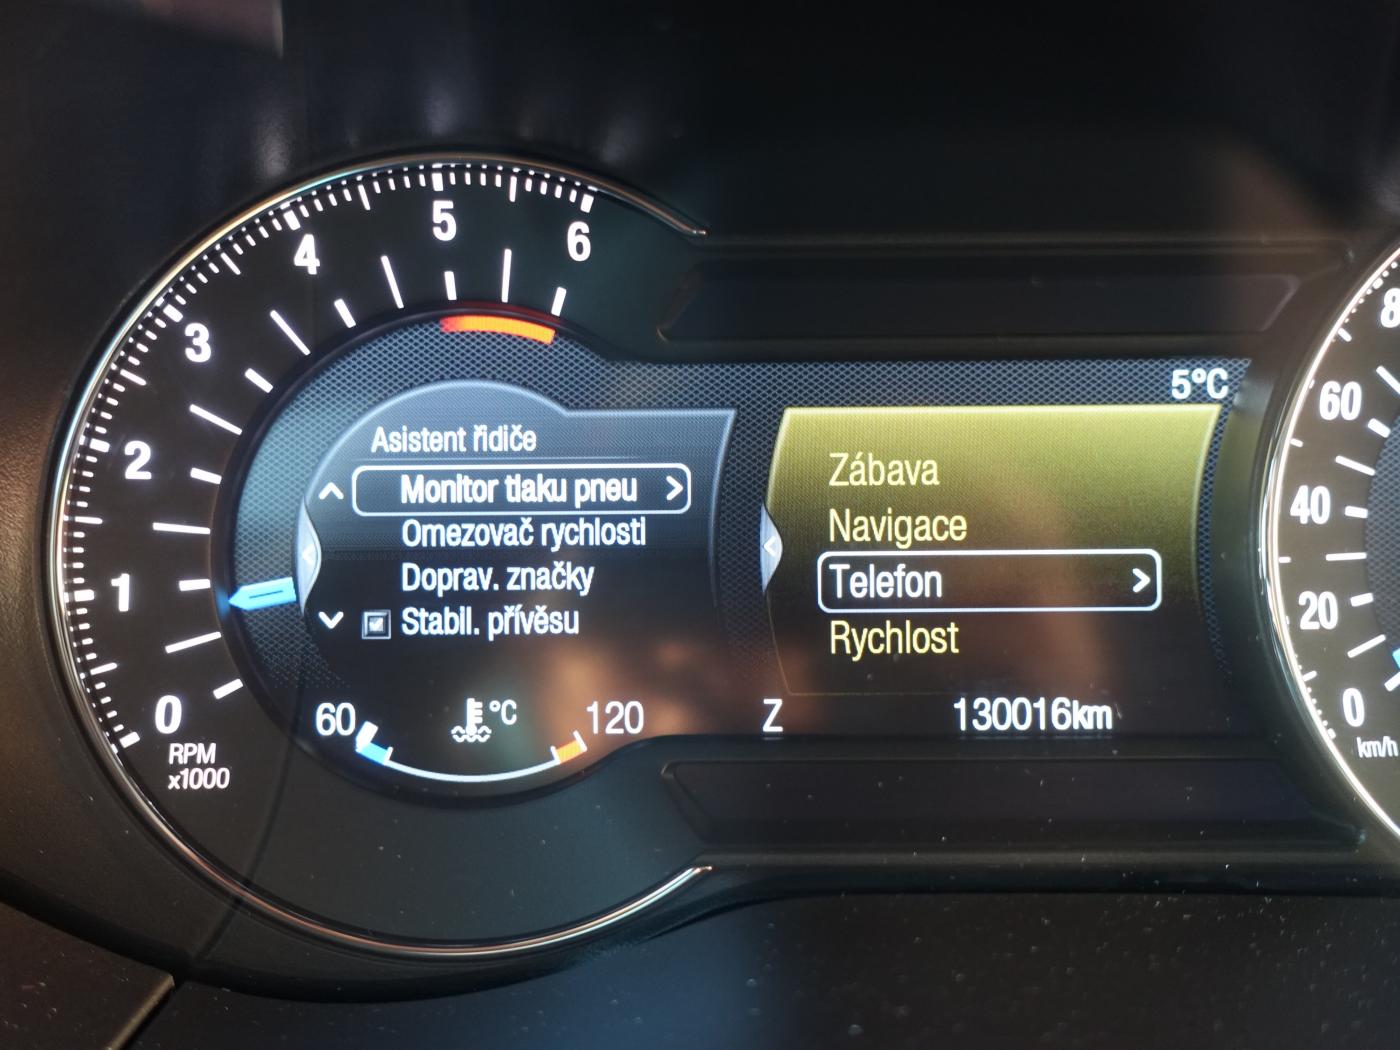 0
1
2
3
4
5
6
RPM
x1000
Asistent řidiče
Monitor tlaku pneu
Omezovač rychlosti
Doprav. značky
Stabil. přívěsu
60
°C
120
5°C
Zábava
Navigace
Telefon
Rychlost
Z
130016km
0
20
40
60
8
km/h